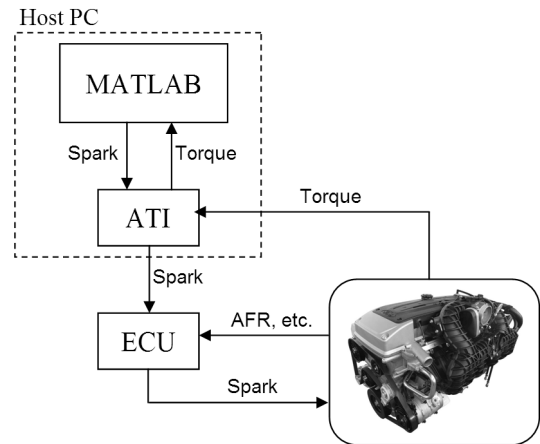 Host PC
MATLAB
Spark
Torque
ATI
Torque
Spark
ECU
AFR, etc.
Spark